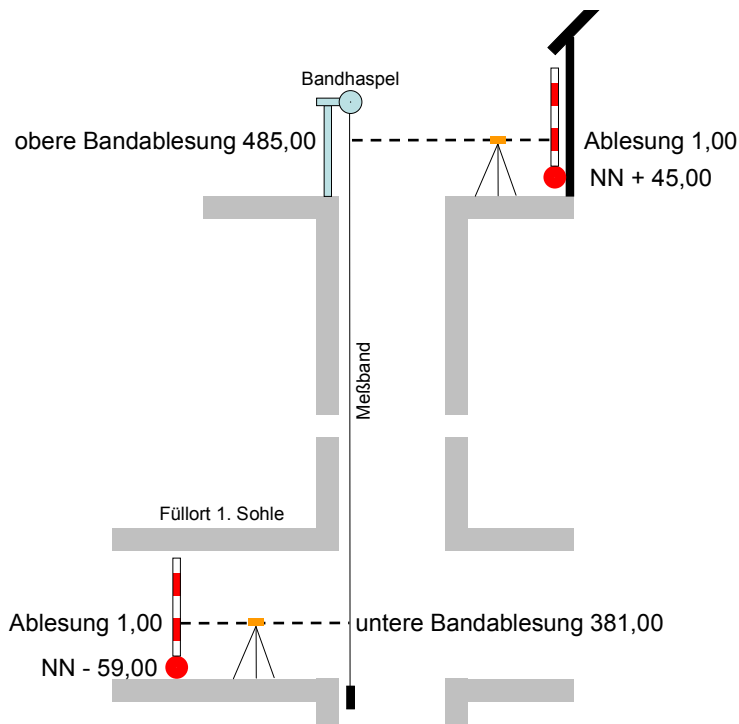 Bandhaspel
obere Bandablesung 485,00
Ablesung 1,00
NN + 45,00
Meßband
Füllort 1. Sohle
Ablesung 1,00
untere Bandablesung 381,00
NN - 59,00